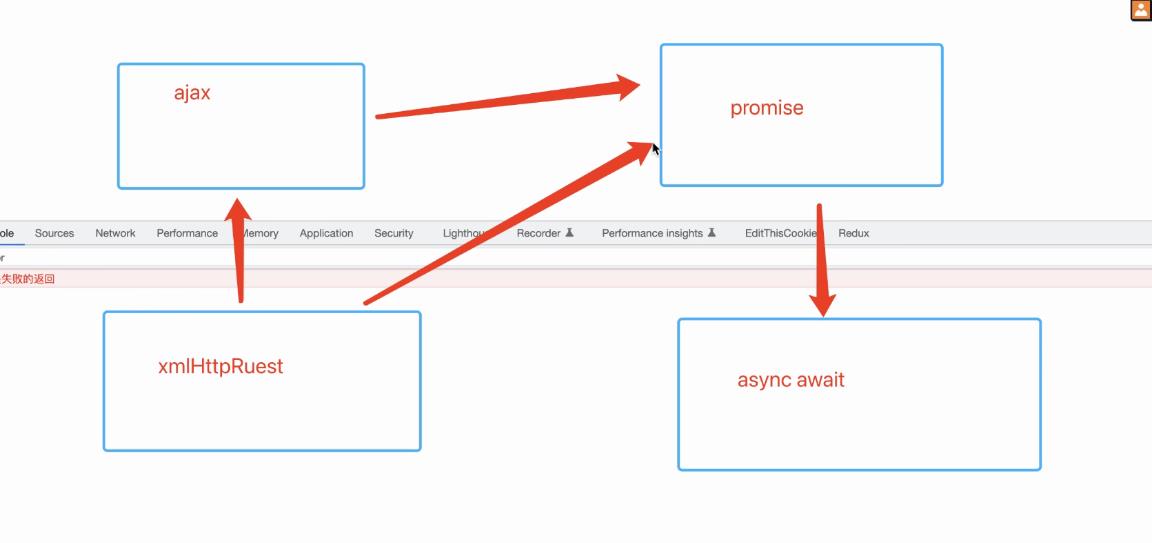 ajax
promise
ole
Sources
Network
Performance
Memory
Application
Security
Lighthou
Recorder
Performance insights
EditThisCookie
Redux
r
失败的返回
xmlHttpRuest
async await